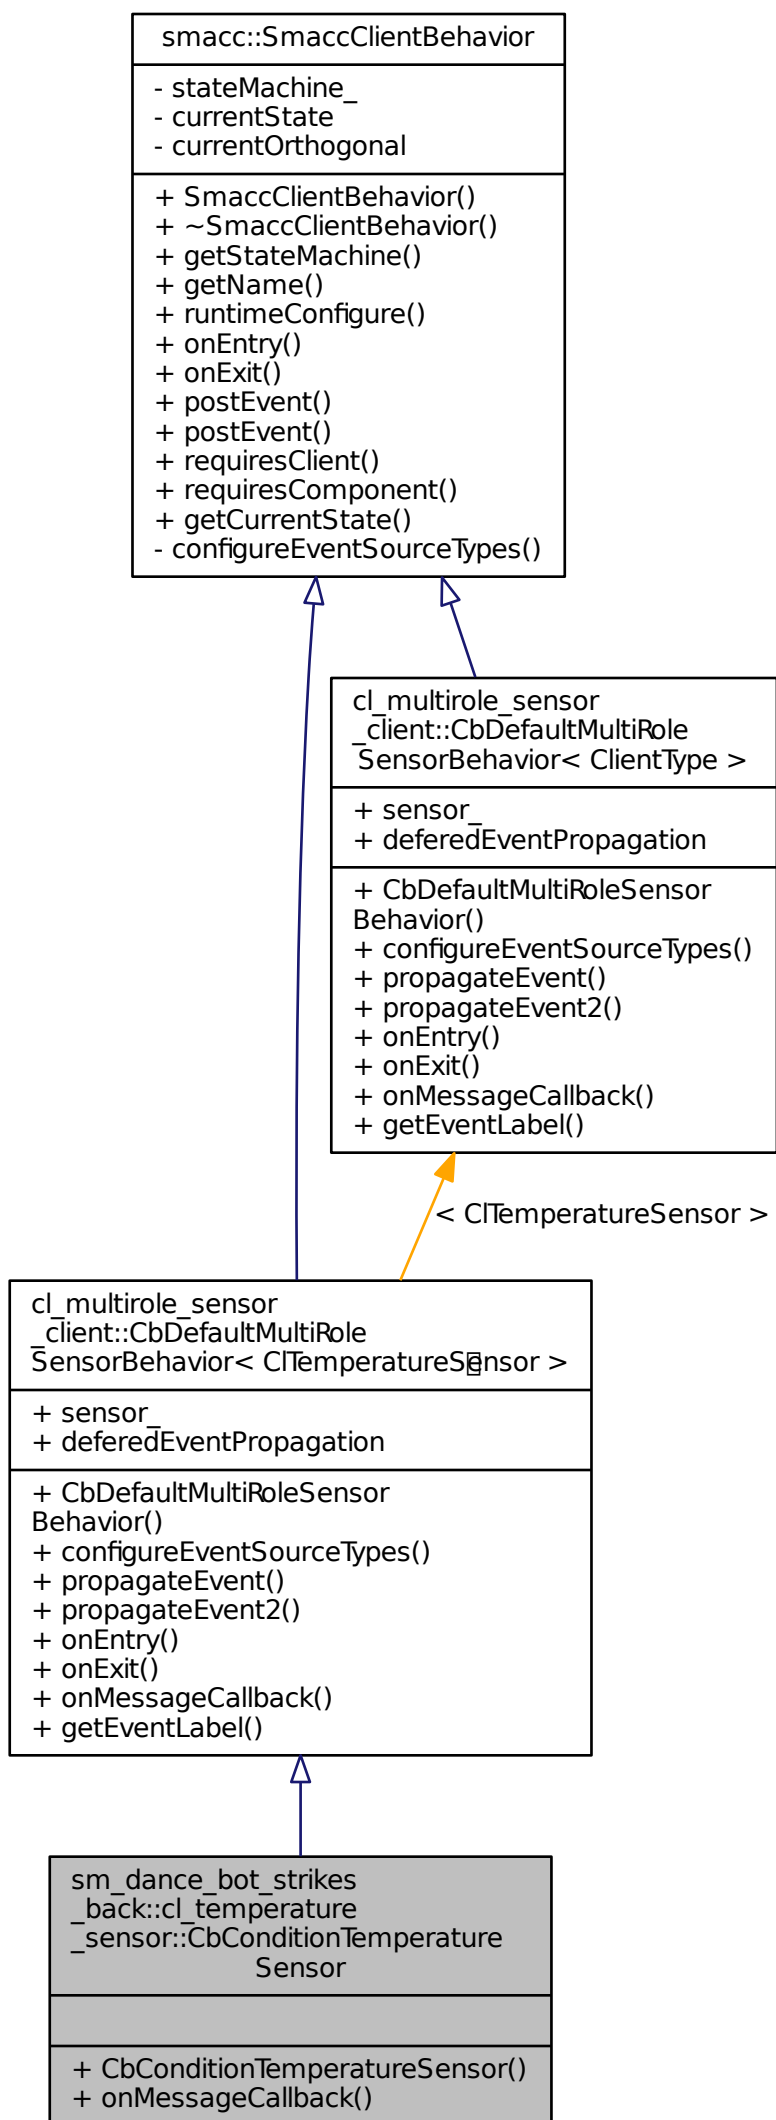 smacc::SmaccClientBehavior
- stateMachine_
- currentState
- currentOrthogonal
+ SmaccClientBehavior()
+ ~SmaccClientBehavior()
+ getStateMachine()
+ getName()
+ runtimeConfigure()
+ onEntry()
+ onExit()
+ postEvent()
+ postEvent()
+ requiresClient()
+ requiresComponent()
+ getCurrentState()
- configureEventSourceTypes()
cl_multirole_sensor
_client::CbDefaultMultiRole
SensorBehavior< ClientType >
+ sensor_
+ deferedEventPropagation
+ CbDefaultMultiRoleSensor
Behavior()
+ configureEventSourceTypes()
+ propagateEvent()
+ propagateEvent2()
+ onEntry()
+ onExit()
+ onMessageCallback()
+ getEventLabel()
< ClTemperatureSensor >
cl_multirole_sensor
_client::CbDefaultMultiRole
SensorBehavior< ClTemperatureSensor >
+ sensor_
+ deferedEventPropagation
+ CbDefaultMultiRoleSensor
Behavior()
+ configureEventSourceTypes()
+ propagateEvent()
+ propagateEvent2()
+ onEntry()
+ onExit()
+ onMessageCallback()
+ getEventLabel()
sm_dance_bot_strikes
_back::cl_temperature
_sensor::CbConditionTemperature
Sensor
+ CbConditionTemperatureSensor()
+ onMessageCallback()